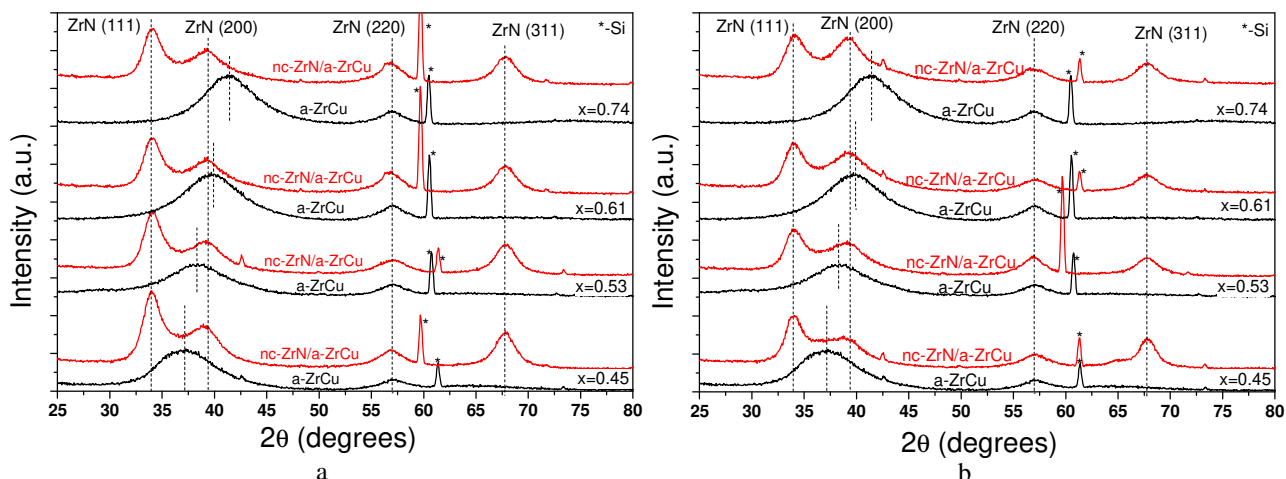 ZrN (111) ZrN (200) ZrN (220) ZrN (311) *-Si
nc-ZrN/a-ZrCu * *
a-ZrCu x=0.74
nc-ZrN/a-ZrCu * *
a-ZrCu x=0.61
nc-ZrN/a-ZrCu * *
a-ZrCu x=0.53
nc-ZrN/a-ZrCu *
a-ZrCu * x=0.45
Intensity (a.u.)
25 30 35 40 45 50 55 60 65 70 75 80
2θ (degrees)
a
ZrN (111) ZrN (200) ZrN (220) ZrN (311) *-Si
nc-ZrN/a-ZrCu * *
a-ZrCu x=0.74
nc-ZrN/a-ZrCu * *
a-ZrCu * x=0.61
nc-ZrN/a-ZrCu *
a-ZrCu x=0.53
nc-ZrN/a-ZrCu *
a-ZrCu * x=0.45
Intensity (a.u.)
25 30 35 40 45 50 55 60 65 70 75 80
2θ (degrees)
b